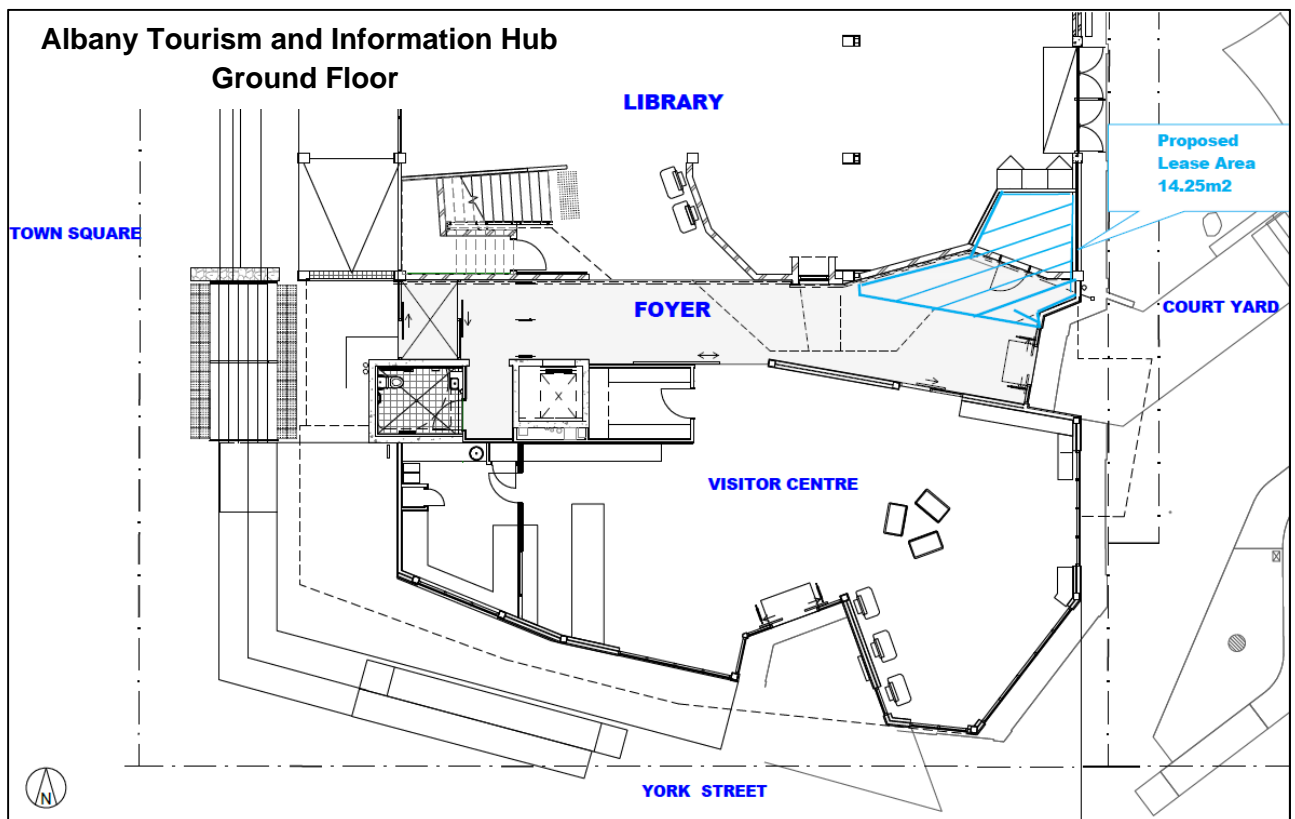 Albany Tourism and Information Hub
Ground Floor
LIBRARY
Proposed
Lease Area
14.25m2
TOWN SQUARE
FOYER
COURT YARD
VISITOR CENTRE
YORK STREET
N